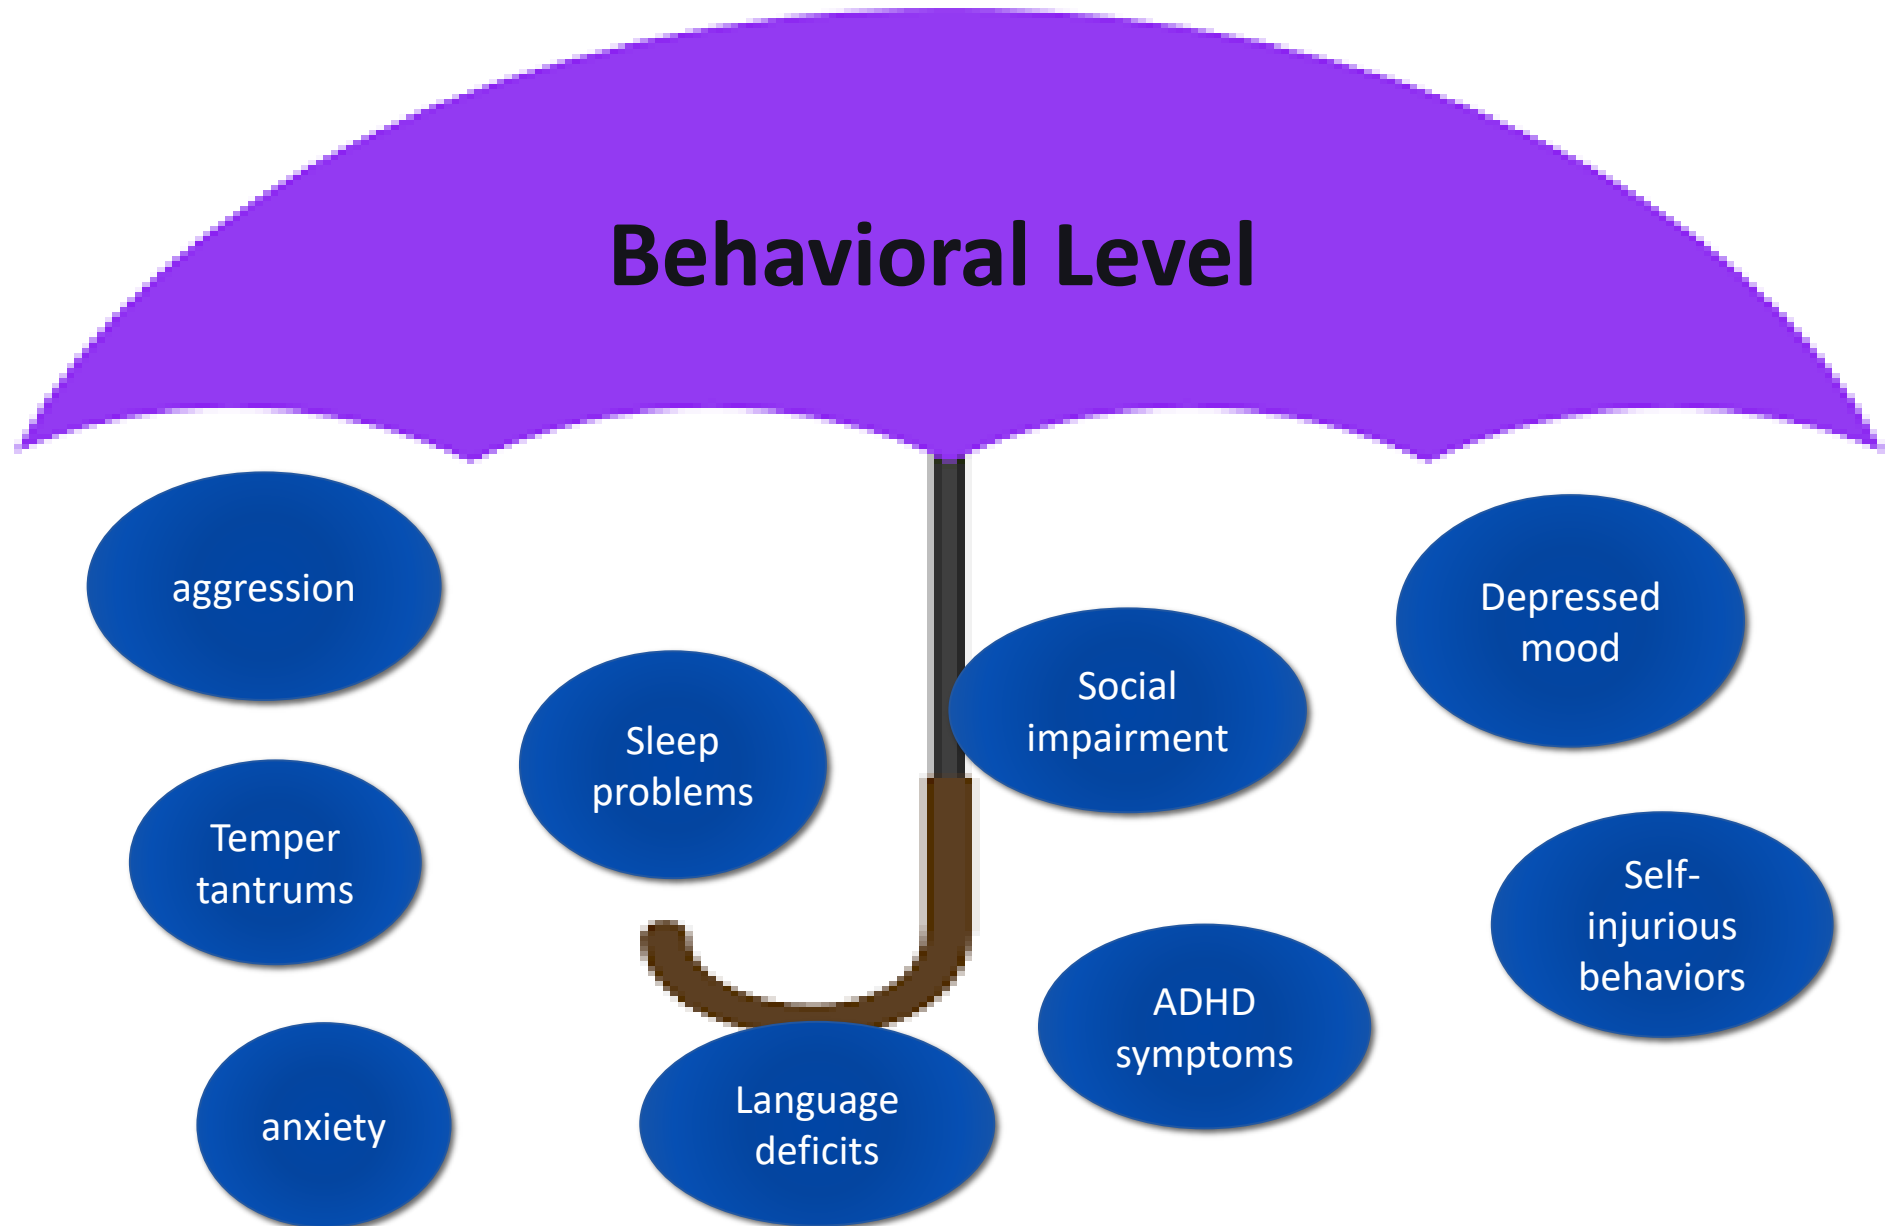 Behavioral Level
aggression
Depressed
mood
Social
impairment
Sleep
problems
Temper
tantrums
Self-
injurious
behaviors
ADHD
symptoms
Language
deficits
anxiety